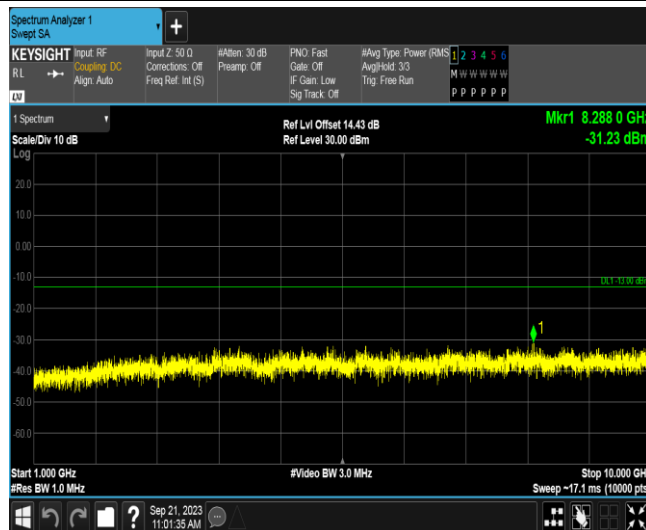 Spectrum Analyzer 1
Swept SA
KEYSIGHT
RL
LXI
Input: RF
Coupling: DC
Align: Auto
Input Z: 50 Ω
Corrections: Off
Freq Ref: Int (S)
#Atten: 30 dB
Preamp: Off
PNO: Fast
Gate: Off
IF Gain: Low
Sig Track: Off
#Avg Type: Power (RMS
Avg|Hold: 3/3
Trig: Free Run
1 2 3 4 5 6
M W W W W W
P P P P P P
1 Spectrum
Scale/Div 10 dB
Log
Ref Lvl Offset 14.43 dB
Ref Level 30.00 dBm
Mkr1 8.288 0 GHz
-31.23 dBm
20.0
10.0
0.00
-10.0
DL1 -13.00 dBm
-20.0
1
-30.0
-40.0
-50.0
-60.0
Start 1.000 GHz
#Res BW 1.0 MHz
#Video BW 3.0 MHz
Stop 10.000 GHz
Sweep ~17.1 ms (10000 pts
?
Sep 21, 2023
11:01:35 AM